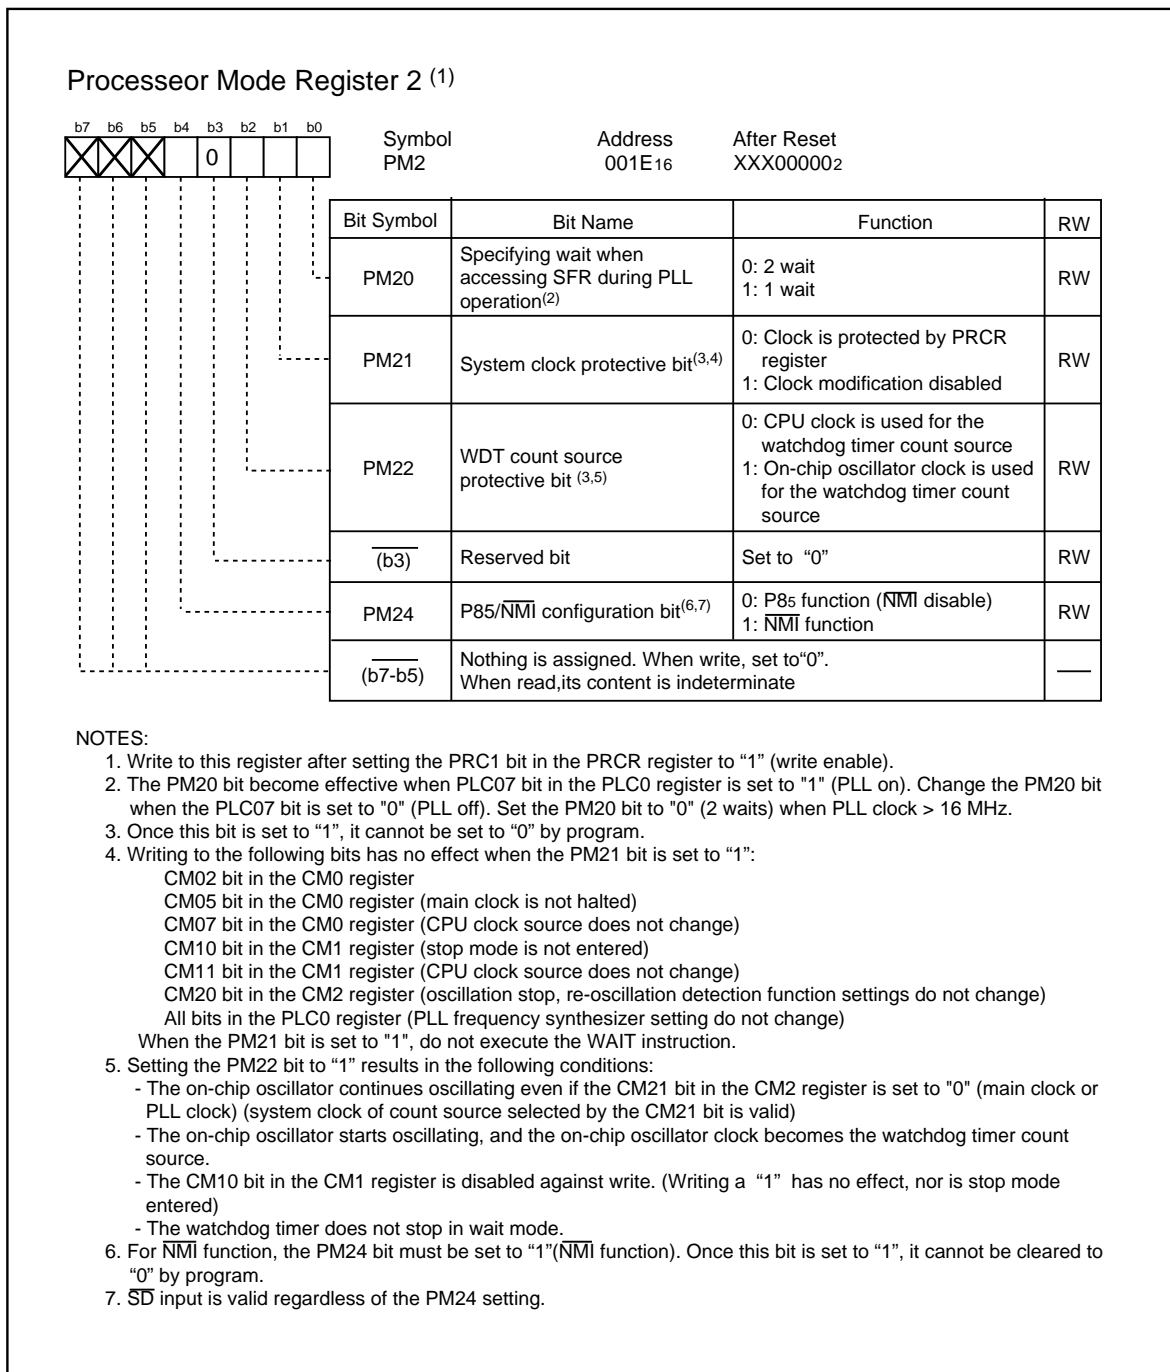 Processeor Mode Register 2 (1)
b7 b6 b5 b4 b3 b2 b1 b0
0
Symbol Address After Reset
PM2 001E16 XXX000002
Bit Symbol Bit Name Function RW
PM20 Specifying wait when accessing SFR during PLL operation(2) 0: 2 wait 1: 1 wait RW
PM21 System clock protective bit(3,4) 0: Clock is protected by PRCR register 1: Clock modification disabled RW
PM22 WDT count source protective bit (3,5) 0: CPU clock is used for the watchdog timer count source 1: On-chip oscillator clock is used for the watchdog timer count source RW
(b3) Reserved bit Set to “0” RW
PM24 P85/NMI configuration bit(6,7) 0: P85 function (NMI disable) 1: NMI function RW
(b7-b5) Nothing is assigned. When write, set to“0”. When read,its content is indeterminate —
NOTES:
1. Write to this register after setting the PRC1 bit in the PRCR register to “1” (write enable).
2. The PM20 bit become effective when PLC07 bit in the PLC0 register is set to "1" (PLL on). Change the PM20 bit
when the PLC07 bit is set to "0" (PLL off). Set the PM20 bit to "0" (2 waits) when PLL clock > 16 MHz.
3. Once this bit is set to “1”, it cannot be set to “0” by program.
4. Writing to the following bits has no effect when the PM21 bit is set to “1”:
CM02 bit in the CM0 register
CM05 bit in the CM0 register (main clock is not halted)
CM07 bit in the CM0 register (CPU clock source does not change)
CM10 bit in the CM1 register (stop mode is not entered)
CM11 bit in the CM1 register (CPU clock source does not change)
CM20 bit in the CM2 register (oscillation stop, re-oscillation detection function settings do not change)
All bits in the PLC0 register (PLL frequency synthesizer setting do not change)
When the PM21 bit is set to "1", do not execute the WAIT instruction.
5. Setting the PM22 bit to “1” results in the following conditions:
- The on-chip oscillator continues oscillating even if the CM21 bit in the CM2 register is set to "0" (main clock or
PLL clock) (system clock of count source selected by the CM21 bit is valid)
- The on-chip oscillator starts oscillating, and the on-chip oscillator clock becomes the watchdog timer count
source.
- The CM10 bit in the CM1 register is disabled against write. (Writing a “1” has no effect, nor is stop mode
entered)
- The watchdog timer does not stop in wait mode.
6. For NMI function, the PM24 bit must be set to “1”(NMI function). Once this bit is set to “1”, it cannot be cleared to
“0” by program.
7. SD input is valid regardless of the PM24 setting.